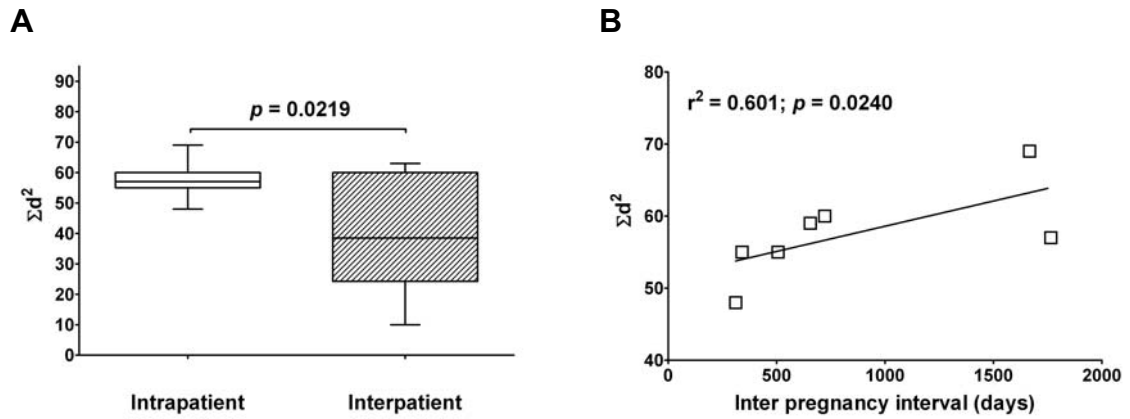 A
90
80
70
60
50
40
30
20
10
0
Σd²
p = 0.0219
Intrapatient Interpatient
B
80
70
60
50
40
Σd²
r² = 0.601; p = 0.0240
0 500 1000 1500 2000
Inter pregnancy interval (days)